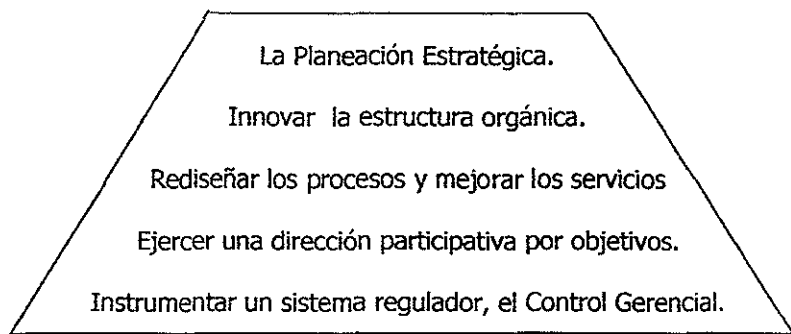 La Planeación Estratégica.
Innovar la estructura orgánica.
Rediseñar los procesos y mejorar los servicios
Ejercer una dirección participativa por objetivos.
Instrumentar un sistema regulador, el Control Gerencial.